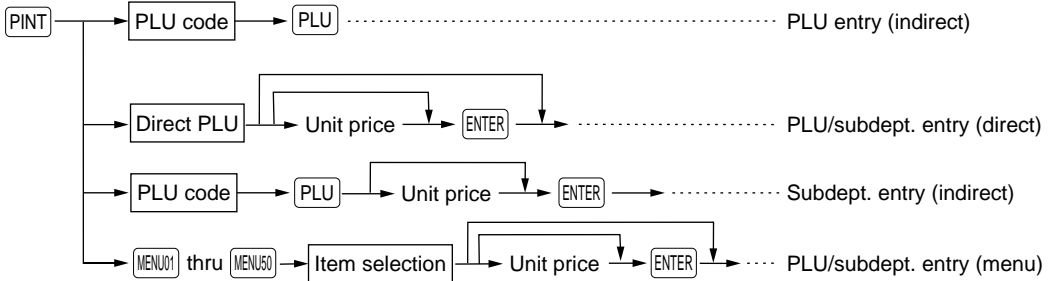 PINT PLU code PLU PLU entry (indirect)
Direct PLU Unit price ENTER PLU/subdept. entry (direct)
PLU code PLU Unit price ENTER Subdept. entry (indirect)
MENU01 thru MENU50 Item selection Unit price ENTER PLU/subdept. entry (menu)